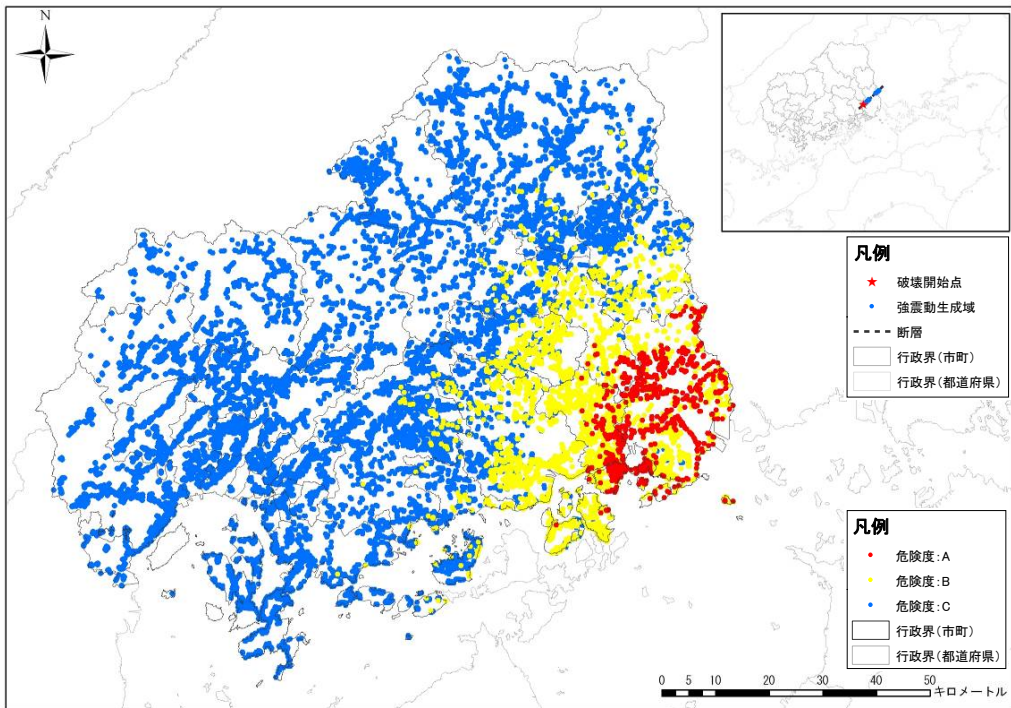 N
凡例
破壊開始点
強震動生成域
断層
行政界(市町)
行政界(都道府県)
凡例
危険度:A
危険度:B
危険度:C
行政界(市町)
行政界(都道府県)
0 5 10 20 30 40 50
キロメートル